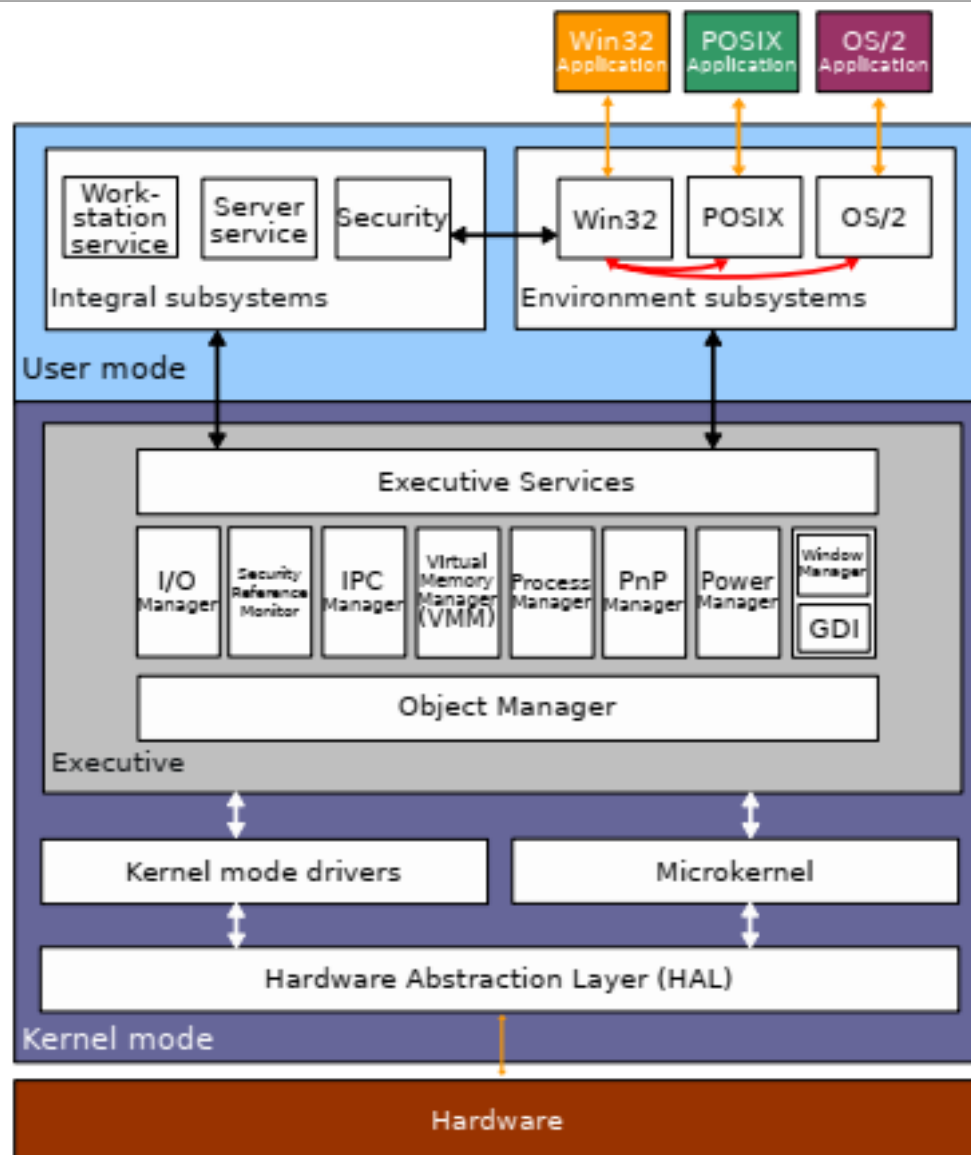 Win32
Application
POSIX
Application
OS/2
Application
Work-
station
service
Server
service
Security
Integral subsystems
Win32
POSIX
OS/2
Environment subsystems
User mode
Executive Services
I/O
Manager
Security
Reference
Monitor
IPC
Manager
Virtual
Memory
Manager
(VMM)
Process
Manager
PnP
Manager
Power
Manager
Window
Manager
GDI
Object Manager
Executive
Kernel mode drivers
Microkernel
Hardware Abstraction Layer (HAL)
Kernel mode
Hardware